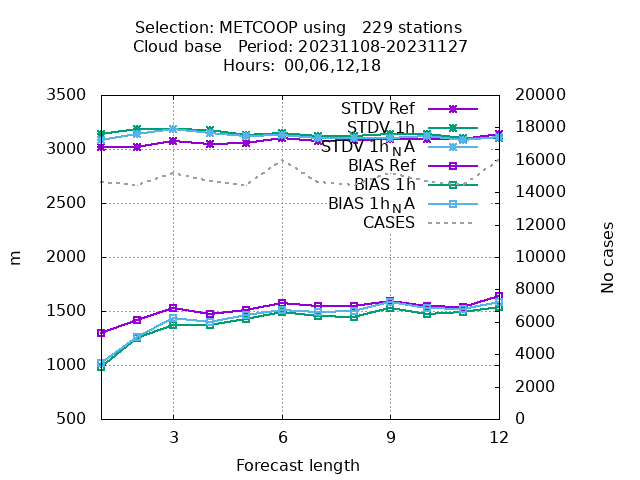 Selection: METCOOP using   229 stations
Cloud base   Period: 20231108-20231127
Hours: 00,06,12,18
3500
3000
2500
2000
1500
1000
500
20000
18000
16000
14000
12000
10000
8000
6000
4000
2000
0
STDV Ref
STDV 1h
STDV 1h_NA
BIAS Ref
BIAS 1h
BIAS 1h_NA
CASES
m
No cases
3
6
9
12
Forecast length